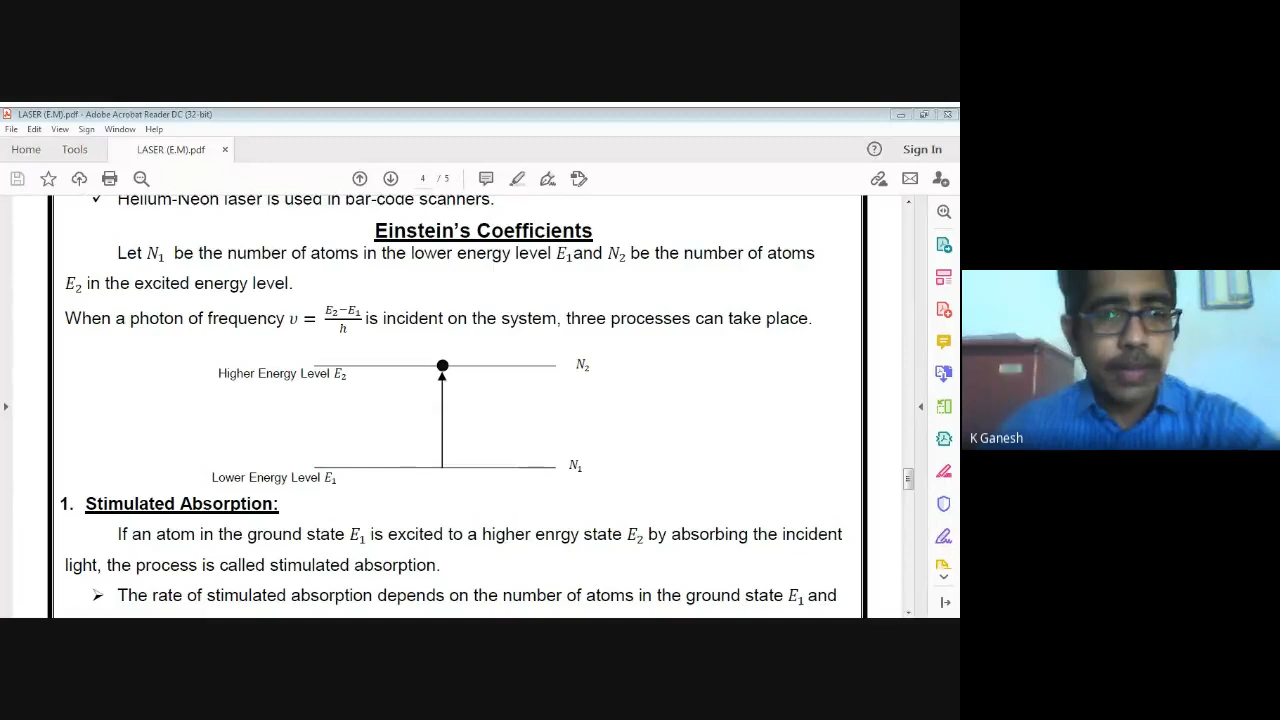 LASER (E.M).pdf - Adobe Acrobat Reader DC (32-bit)
File Edit View Sign Window Help
Home Tools LASER (E.M).pdf × Sign In
4 / 5
Helium-Neon laser is used in bar-code scanners.
Einstein's Coefficients
Let N₁ be the number of atoms in the lower energy level E₁and N₂ be the number of atoms
E₂ in the excited energy level.
When a photon of frequency υ = (E₂−E₁)/h is incident on the system, three processes can take place.
Higher Energy Level E₂ N₂
Lower Energy Level E₁ N₁
1. Stimulated Absorption:
If an atom in the ground state E₁ is excited to a higher enrgy state E₂ by absorbing the incident
light, the process is called stimulated absorption.
➢ The rate of stimulated absorption depends on the number of atoms in the ground state E₁ and
K Ganesh